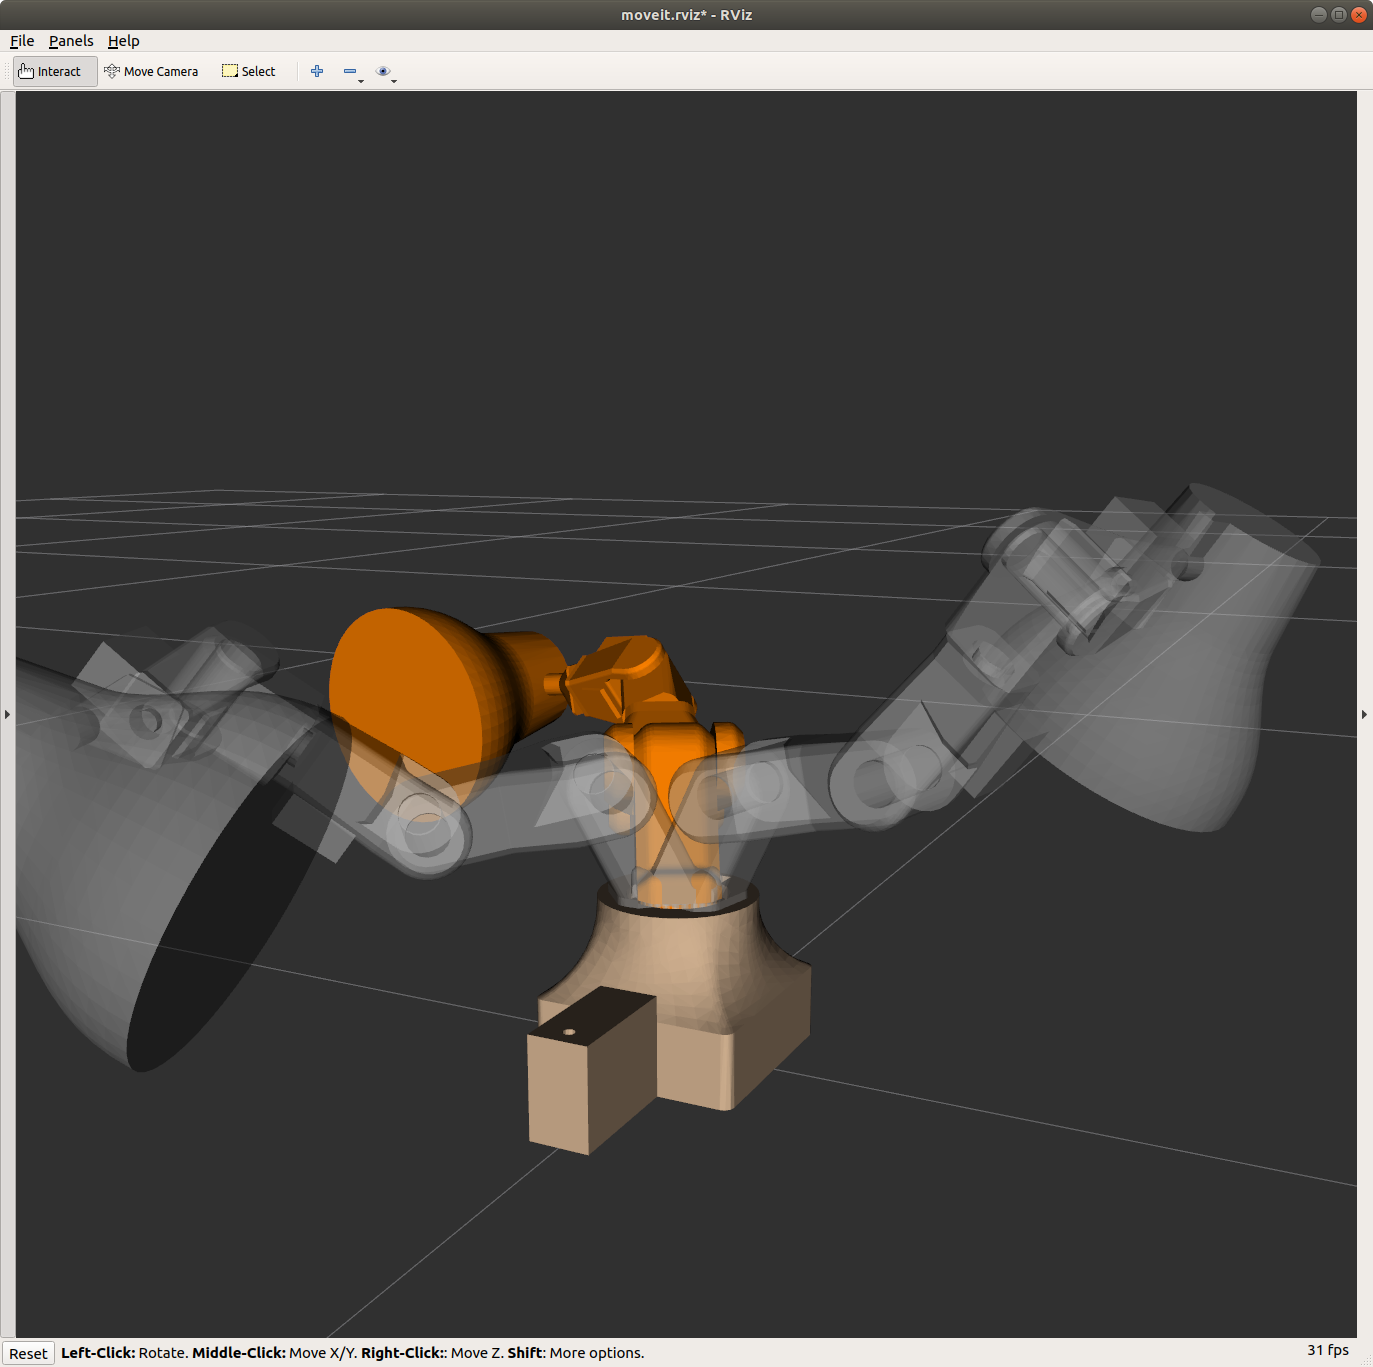 moveit.rviz* - RViz
File Panels Help
Interact Move Camera Select
Reset Left-Click: Rotate. Middle-Click: Move X/Y. Right-Click:: Move Z. Shift: More options. 31 fps